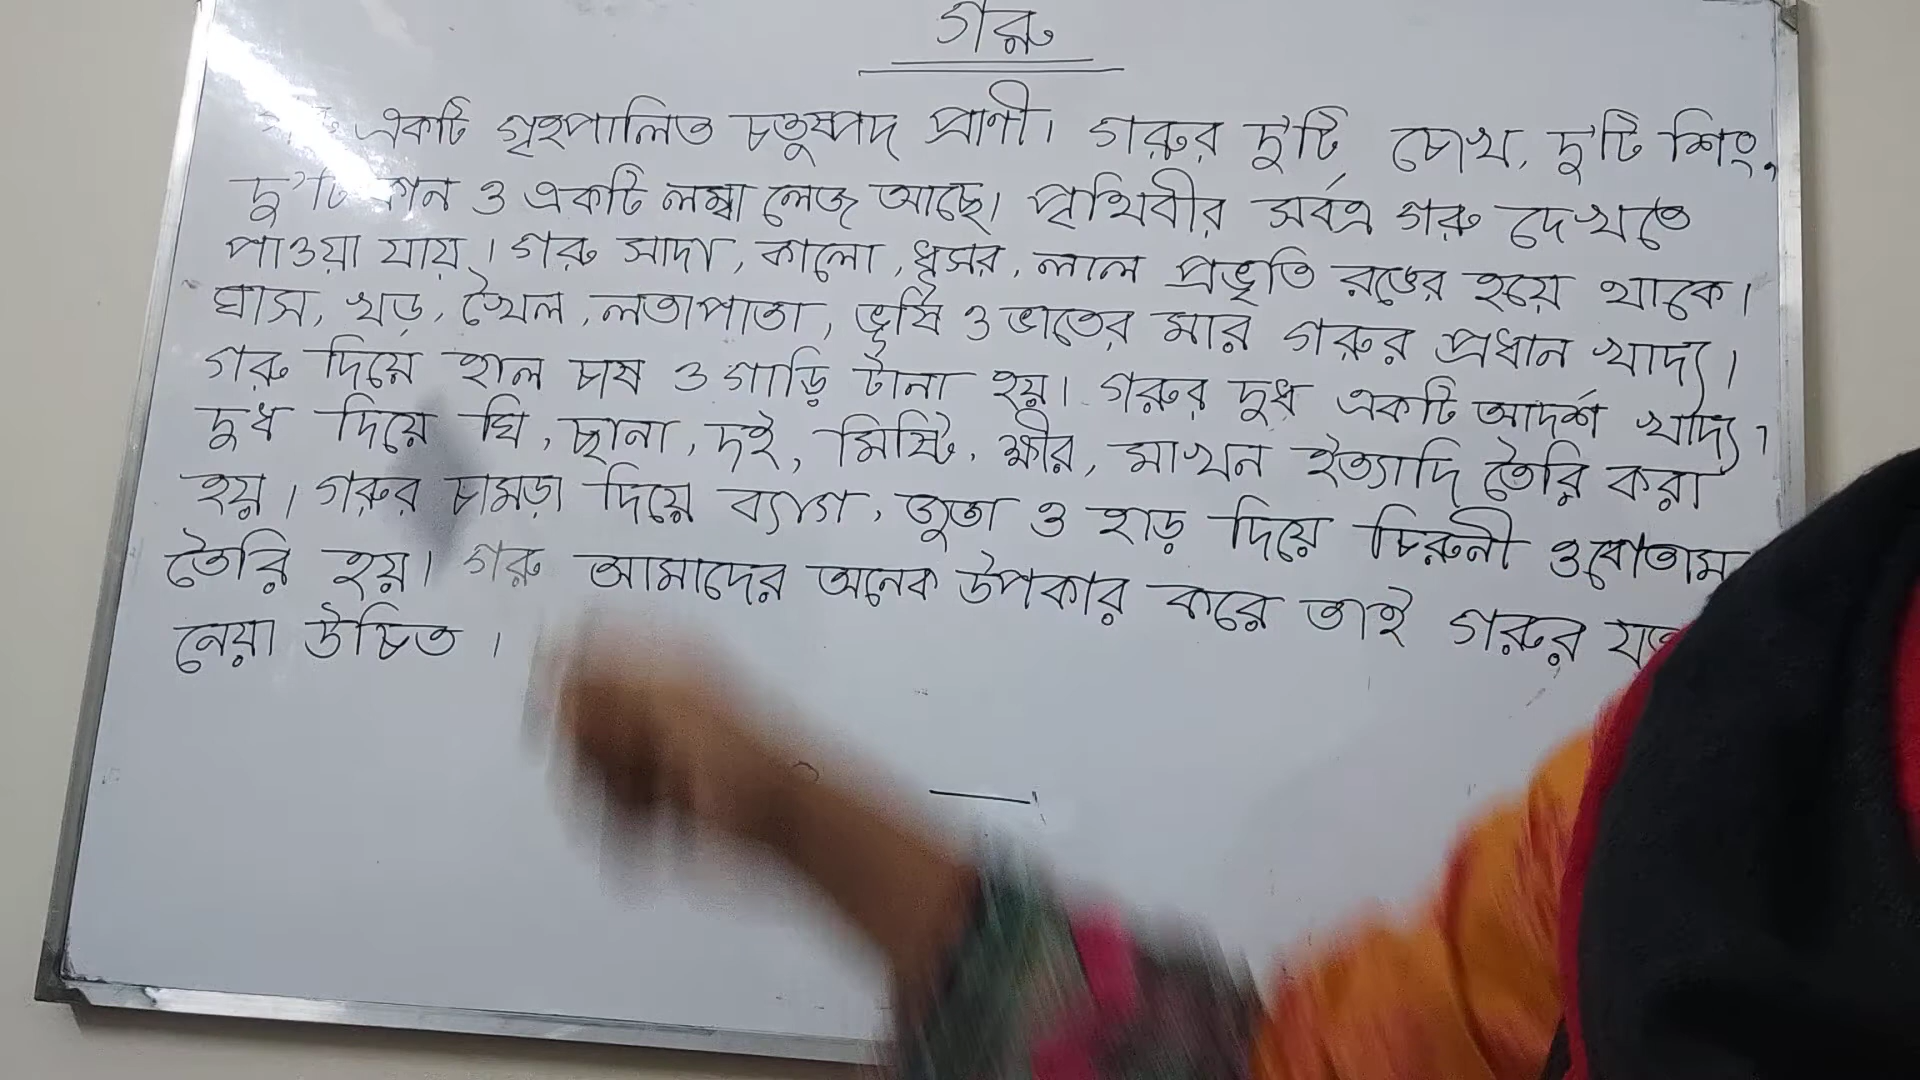 গরু
একটি গৃহপালিত চতুষ্পদ প্রাণী। গরুর দু'টি চোখ, দু'টি শিং,
দু'টি কান ও একটি লম্বা লেজ আছে। পৃথিবীর সর্বত্র গরু দেখতে
পাওয়া যায়। গরু সাদা, কালো, ধূসর, লাল প্রভৃতি রঙের হয়ে থাকে।
ঘাস, খড়, খৈল, লতাপাতা, ভূষি ও ভাতের মার গরুর প্রধান খাদ্য।
গরু দিয়ে হাল চাষ ও গাড়ি টানা হয়। গরুর দুধ একটি আদর্শ খাদ্য।
দুধ দিয়ে ঘি, ছানা, দই, মিষ্টি, ক্ষীর, মাখন ইত্যাদি তৈরি করা
হয়। গরুর চামড়া দিয়ে ব্যাগ, জুতা ও হাড় দিয়ে চিরুনী ও বোতাম
তৈরি হয়। গরু আমাদের অনেক উপকার করে তাই গরুর
নেয়া উচিত।